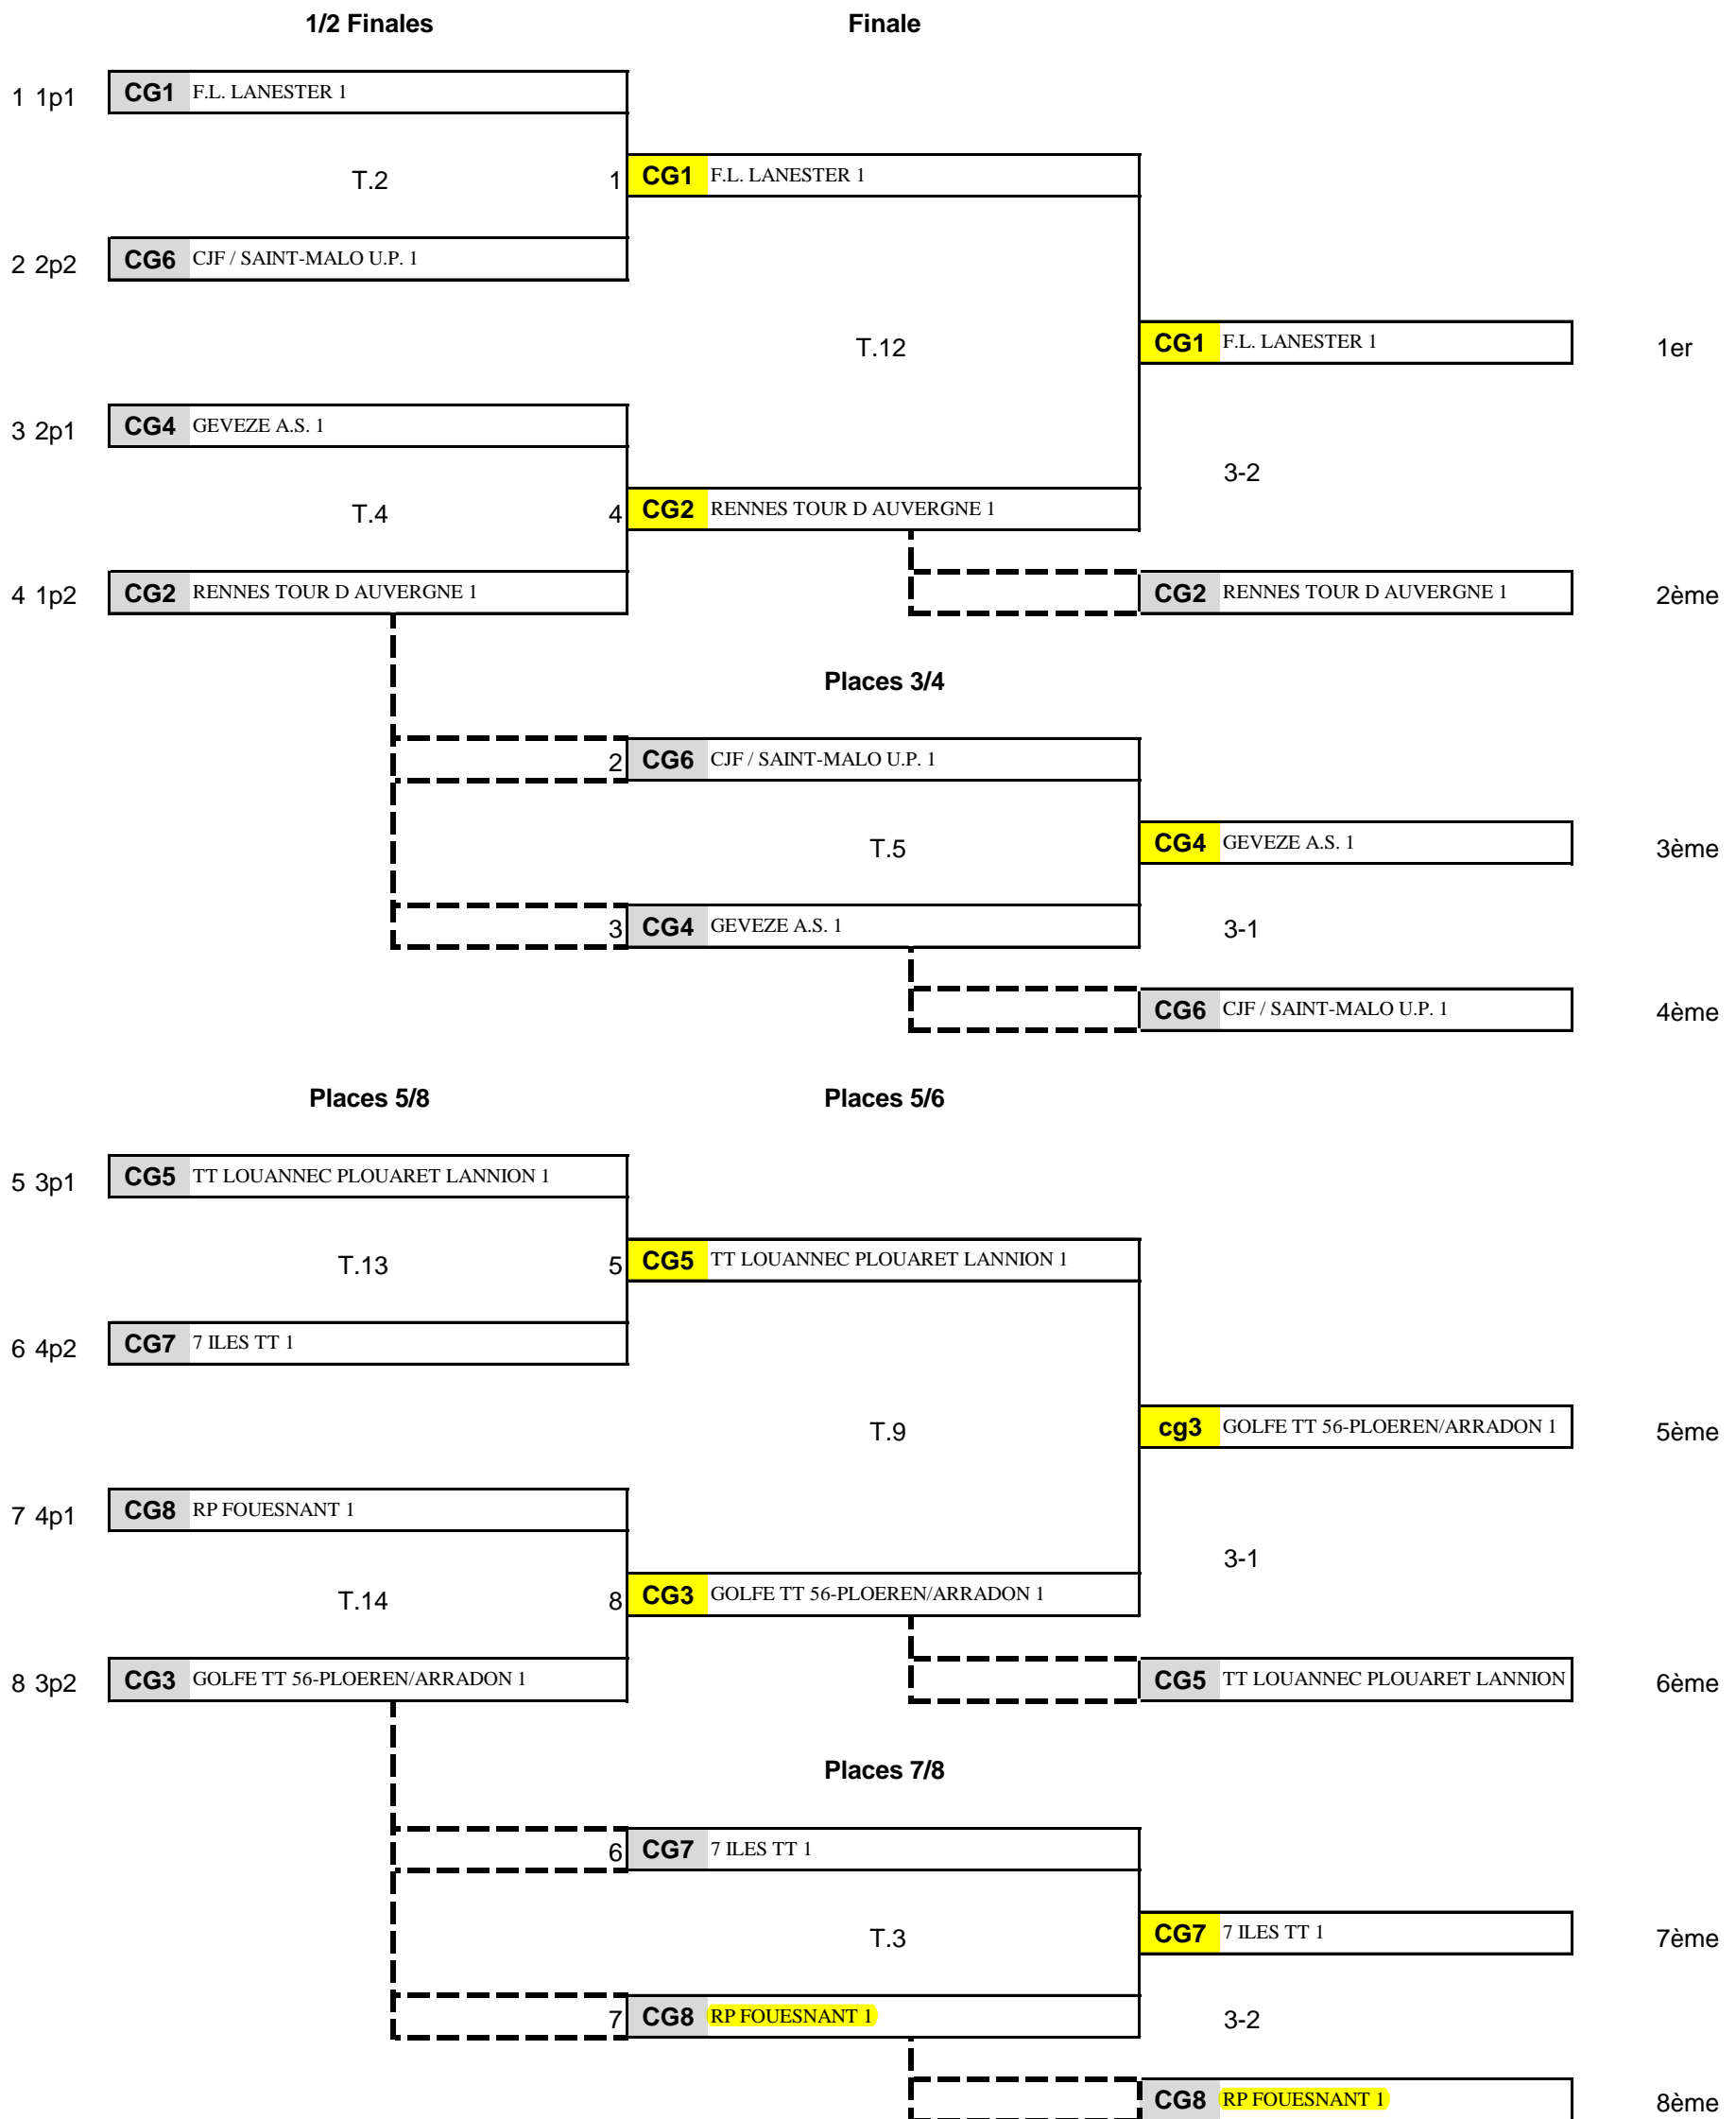 1/2 Finales Finale
1 1p1 CG1 F.L. LANESTER 1
T.2 1 CG1 F.L. LANESTER 1
2 2p2 CG6 CJF / SAINT-MALO U.P. 1
T.12 CG1 F.L. LANESTER 1 1er
3 2p1 CG4 GEVEZE A.S. 1
3-2
T.4 4 CG2 RENNES TOUR D AUVERGNE 1
4 1p2 CG2 RENNES TOUR D AUVERGNE 1 CG2 RENNES TOUR D AUVERGNE 1 2ème
Places 3/4
2 CG6 CJF / SAINT-MALO U.P. 1
T.5 CG4 GEVEZE A.S. 1 3ème
3 CG4 GEVEZE A.S. 1 3-1
CG6 CJF / SAINT-MALO U.P. 1 4ème
Places 5/8 Places 5/6
5 3p1 CG5 TT LOUANNEC PLOUARET LANNION 1
T.13 5 CG5 TT LOUANNEC PLOUARET LANNION 1
6 4p2 CG7 7 ILES TT 1
T.9 cg3 GOLFE TT 56-PLOEREN/ARRADON 1 5ème
7 4p1 CG8 RP FOUESNANT 1
3-1
T.14 8 CG3 GOLFE TT 56-PLOEREN/ARRADON 1
8 3p2 CG3 GOLFE TT 56-PLOEREN/ARRADON 1 CG5 TT LOUANNEC PLOUARET LANNION 6ème
Places 7/8
6 CG7 7 ILES TT 1
T.3 CG7 7 ILES TT 1 7ème
7 CG8 RP FOUESNANT 1 3-2
CG8 RP FOUESNANT 1 8ème